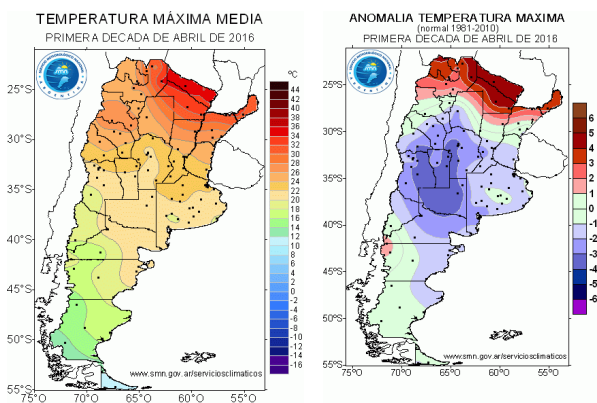 TEMPERATURA MÁXIMA MEDIA
PRIMERA DECADA DE ABRIL DE 2016
25°S
30°S
35°S
40°S
45°S
50°S
55°S
75°W
70°W
65°W
60°W
55°W
ºC
44
42
40
38
36
34
32
30
28
26
24
22
20
18
16
14
12
10
8
6
4
2
0
-2
-4
-6
-8
-10
-12
-14
-16
smn
www.smn.gov.ar/serviciosclimaticos
ANOMALIA TEMPERATURA MAXIMA
(normal 1981-2010)
PRIMERA DECADA DE ABRIL DE 2016
25°S
30°S
35°S
40°S
45°S
50°S
55°S
75°W
70°W
65°W
60°W
55°W
6
5
4
3
2
1
0
-1
-2
-3
-4
-5
-6
smn
www.smn.gov.ar/serviciosclimaticos